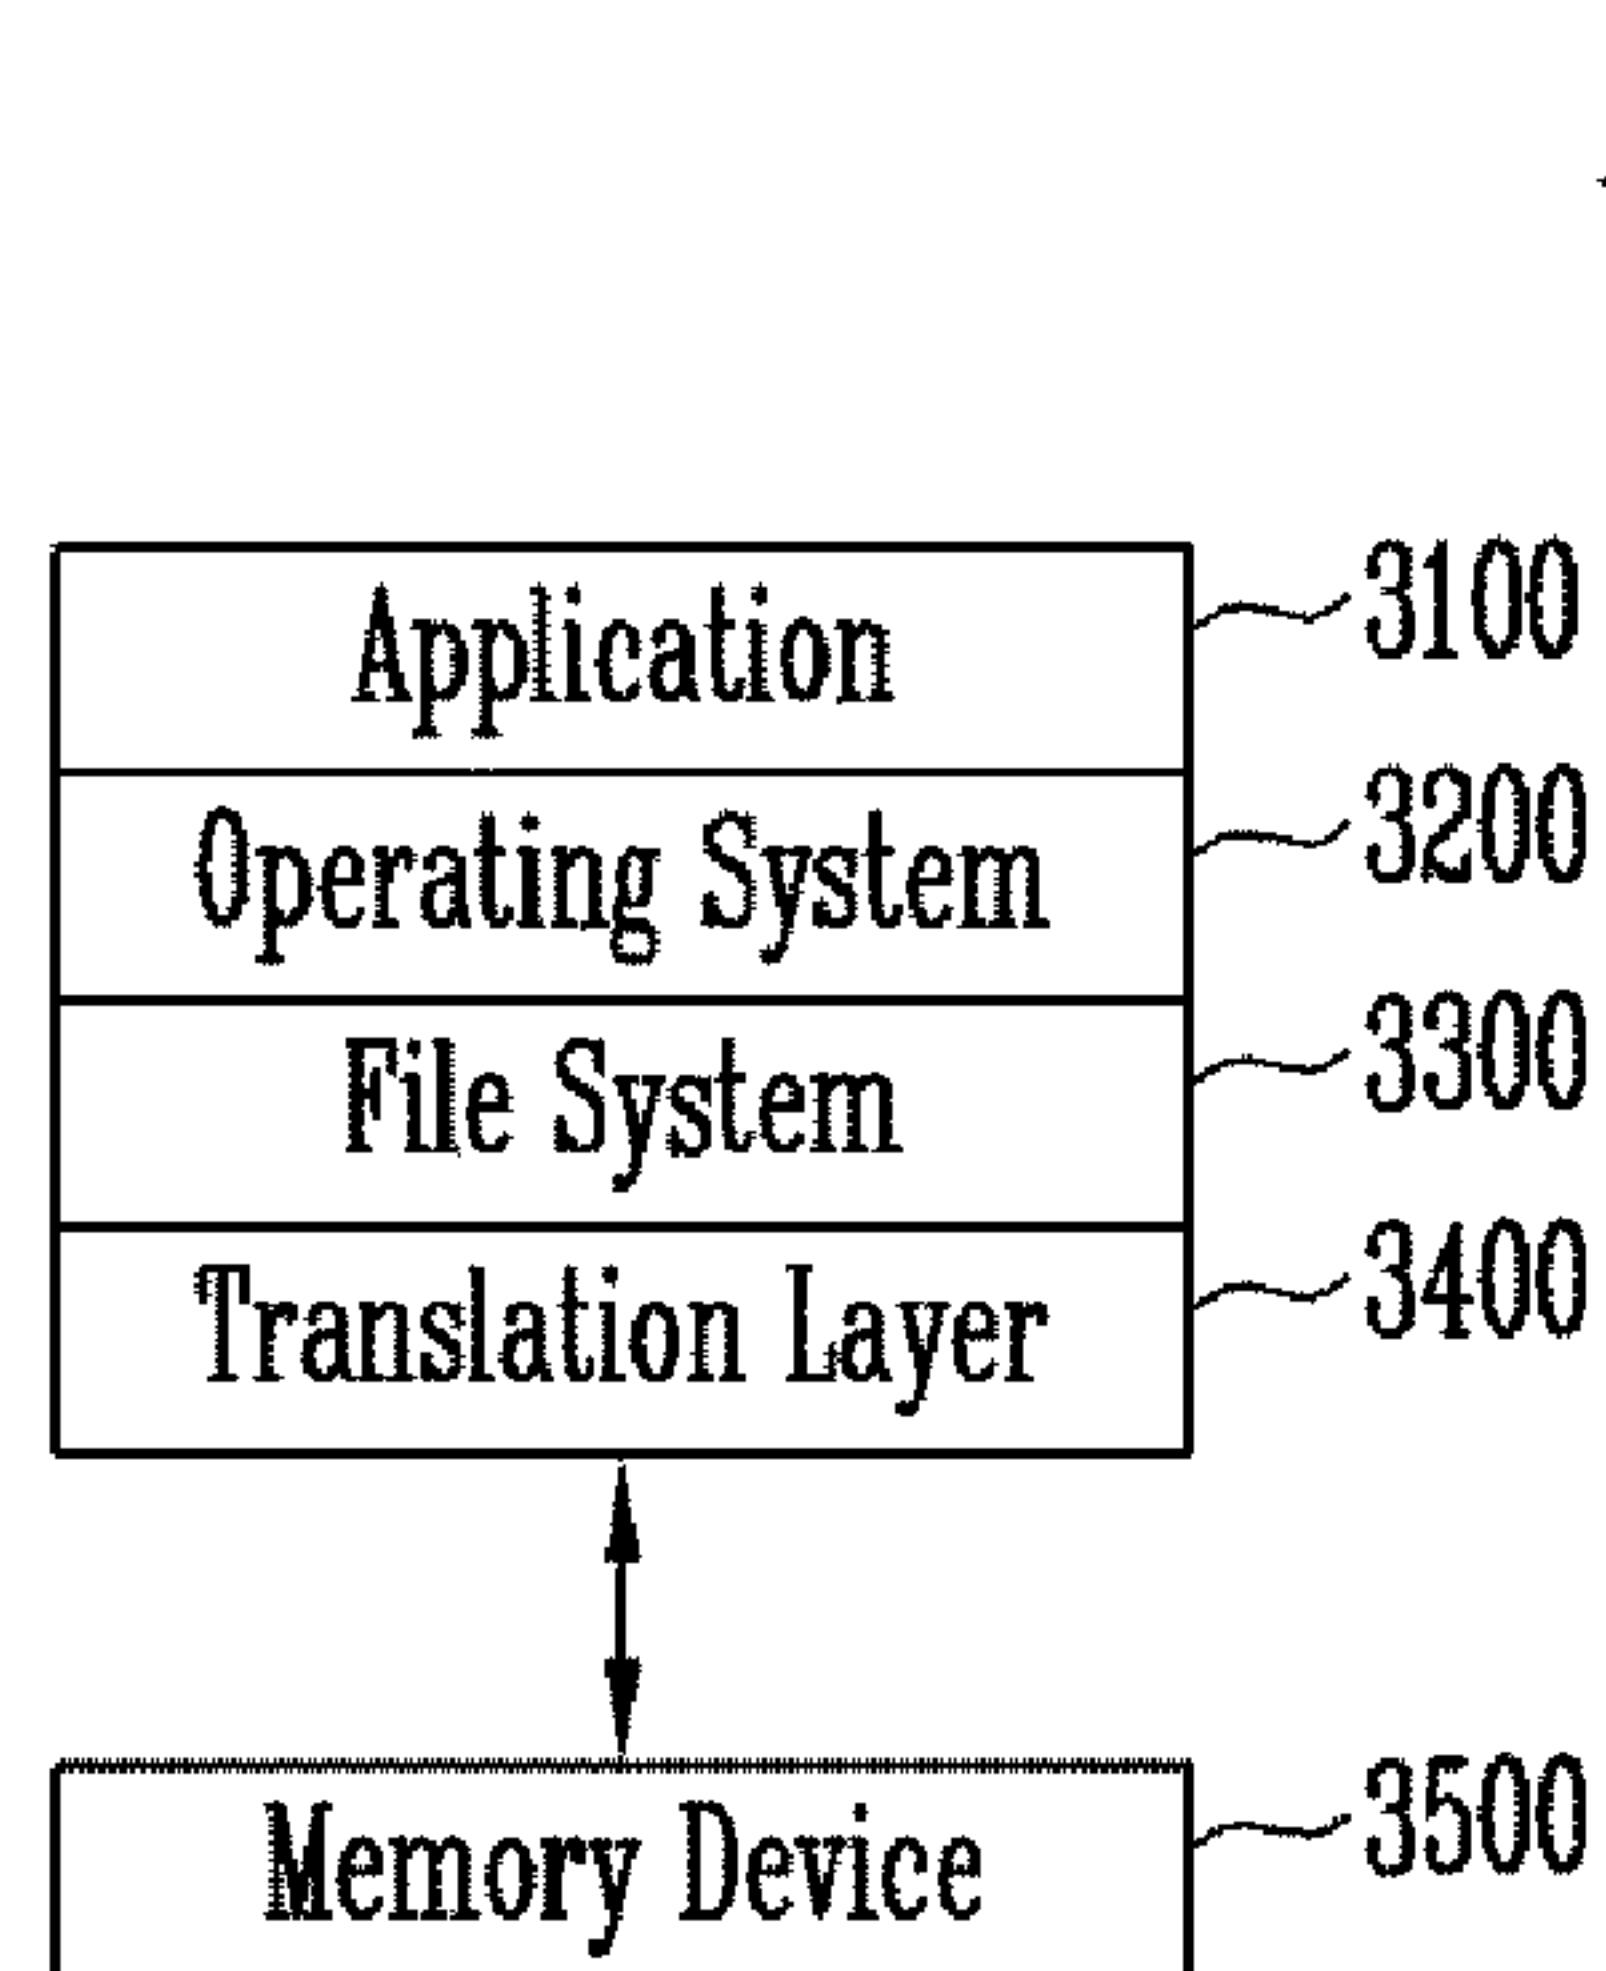 Application 3100
Operating System 3200
File System 3300
Translation Layer 3400
Memory Device 3500